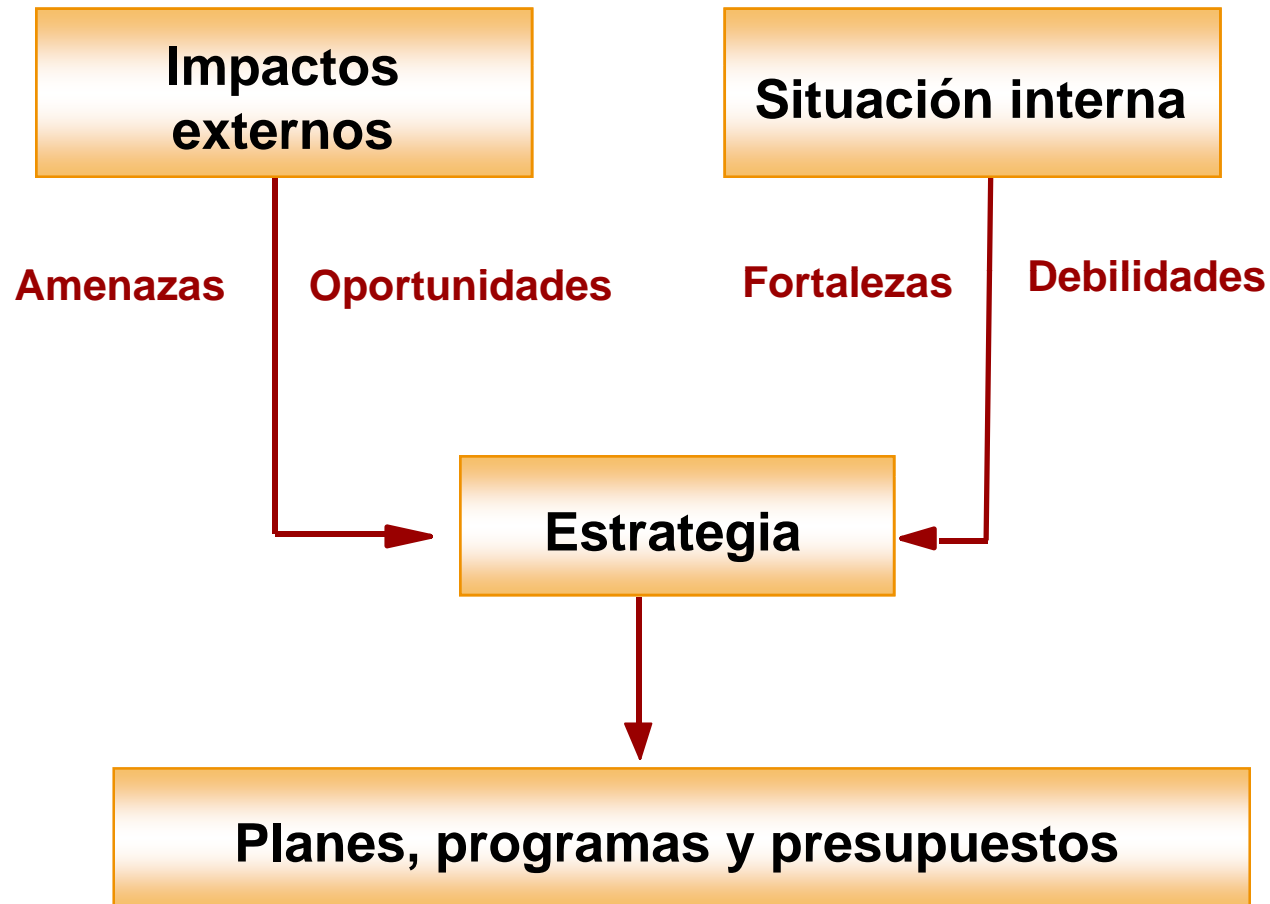 Impactos
externos
Situación interna
Amenazas
Oportunidades
Fortalezas
Debilidades
Estrategia
Planes, programas y presupuestos